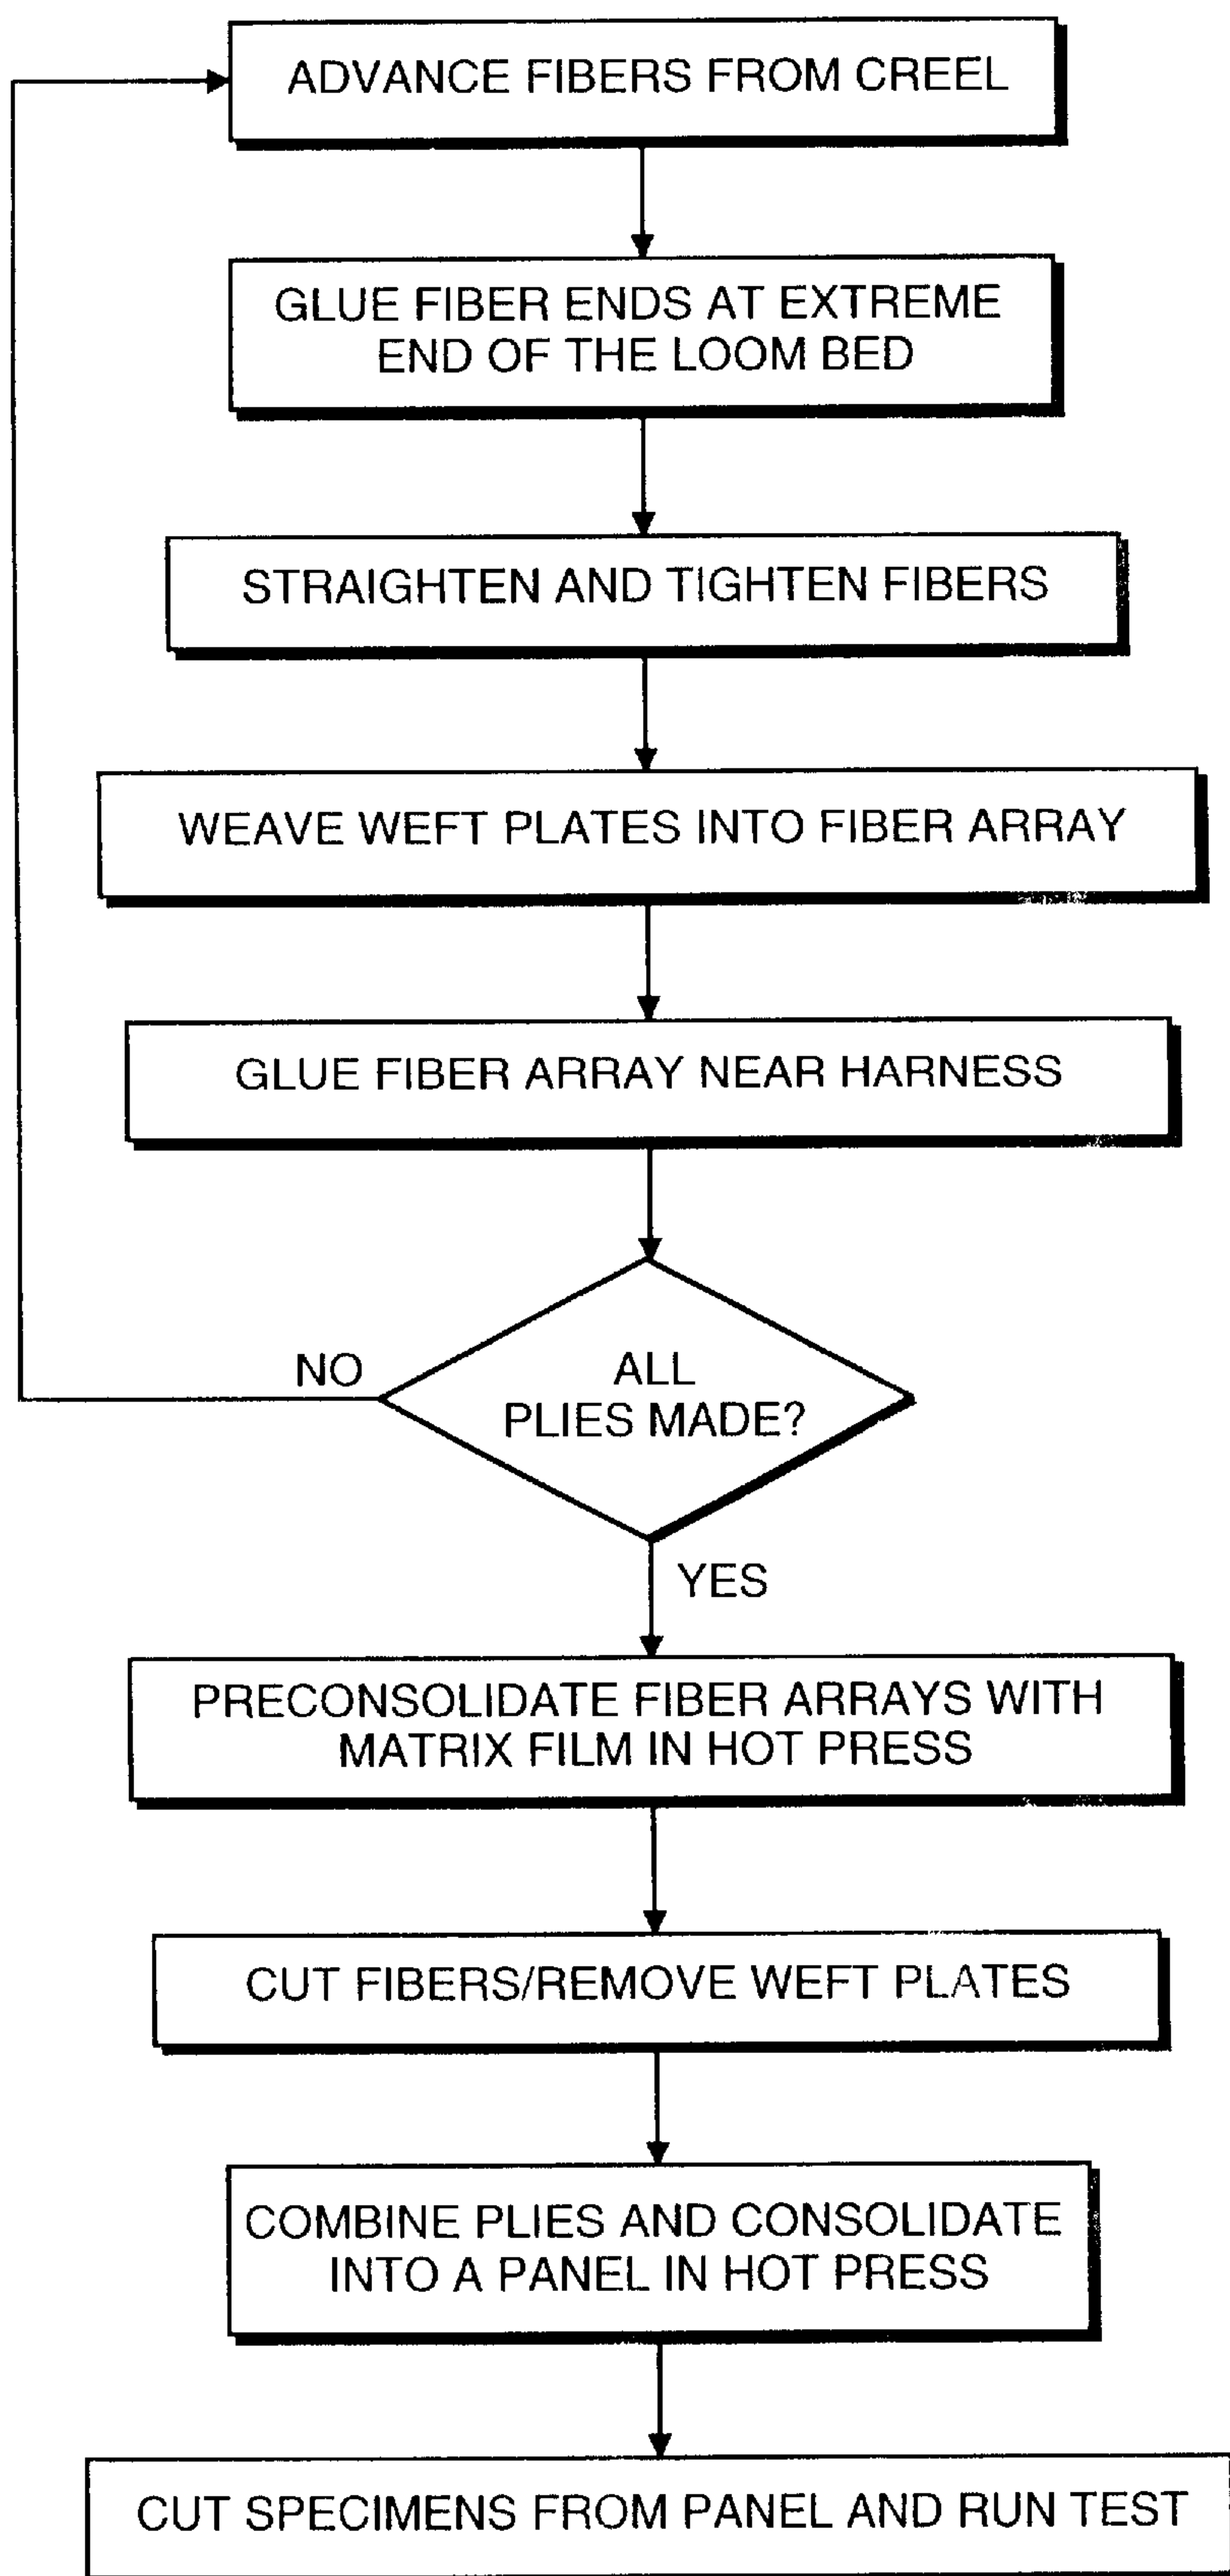 ADVANCE FIBERS FROM CREEL
GLUE FIBER ENDS AT EXTREME
END OF THE LOOM BED
STRAIGHTEN AND TIGHTEN FIBERS
WEAVE WEFT PLATES INTO FIBER ARRAY
GLUE FIBER ARRAY NEAR HARNESS
NO
ALL
PLIES MADE?
YES
PRECONSOLIDATE FIBER ARRAYS WITH
MATRIX FILM IN HOT PRESS
CUT FIBERS/REMOVE WEFT PLATES
COMBINE PLIES AND CONSOLIDATE
INTO A PANEL IN HOT PRESS
CUT SPECIMENS FROM PANEL AND RUN TEST